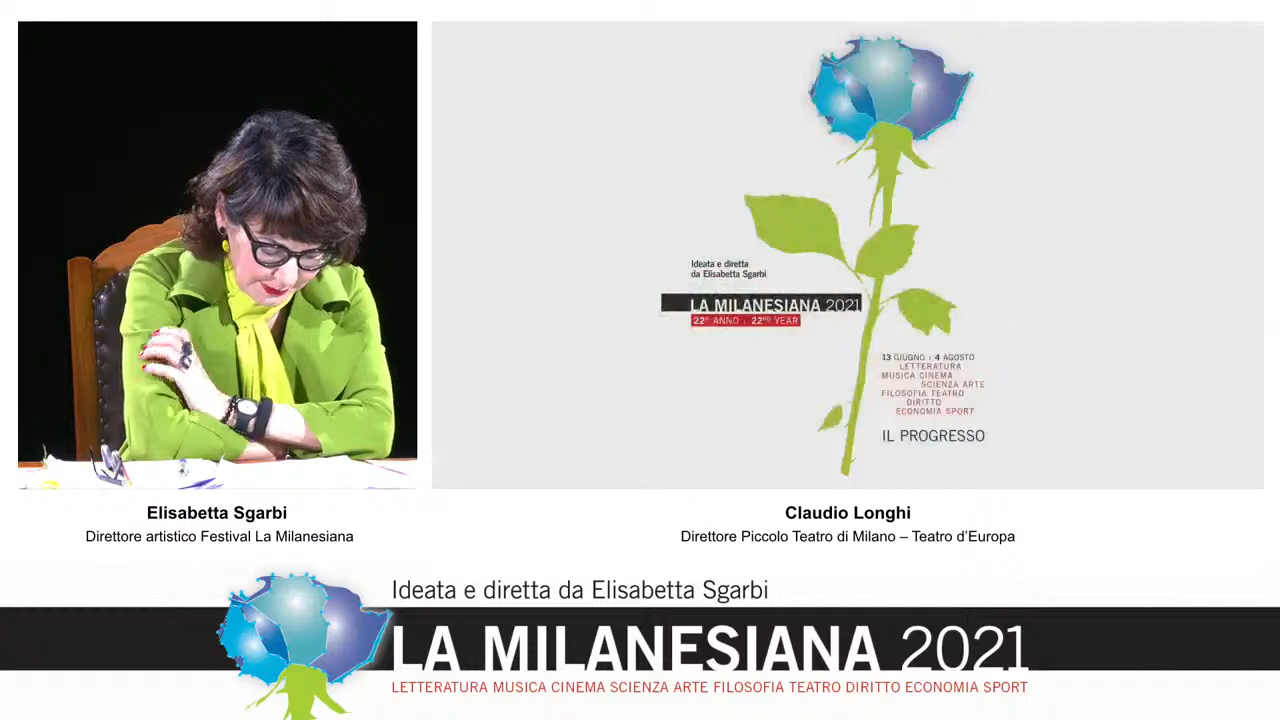 Ideata e diretta
da Elisabetta Sgarbi
LA MILANESIANA 2021
22° ANNO : 22ND YEAR
13 GIUGNO : 4 AGOSTO
LETTERATURA
MUSICA CINEMA
SCIENZA ARTE
FILOSOFIA TEATRO
DIRITTO
ECONOMIA SPORT
IL PROGRESSO
Elisabetta Sgarbi
Direttore artistico Festival La Milanesiana
Claudio Longhi
Direttore Piccolo Teatro di Milano – Teatro d’Europa
Ideata e diretta da Elisabetta Sgarbi
LA MILANESIANA 2021
LETTERATURA MUSICA CINEMA SCIENZA ARTE FILOSOFIA TEATRO DIRITTO ECONOMIA SPORT